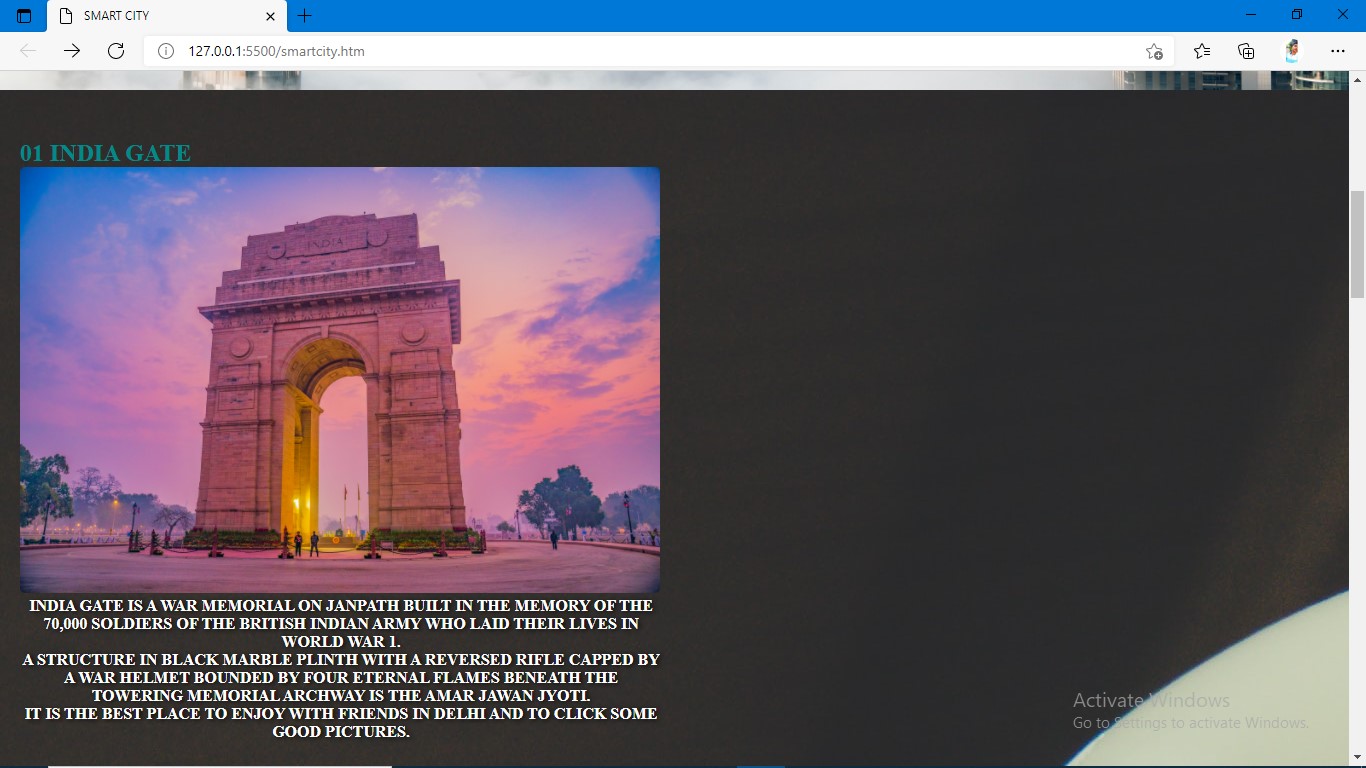 SMART CITY
127.0.0.1:5500/smartcity.htm
01 INDIA GATE
INDIA
INDIA GATE IS A WAR MEMORIAL ON JANPATH BUILT IN THE MEMORY OF THE
70,000 SOLDIERS OF THE BRITISH INDIAN ARMY WHO LAID THEIR LIVES IN
WORLD WAR 1.
A STRUCTURE IN BLACK MARBLE PLINTH WITH A REVERSED RIFLE CAPPED BY
A WAR HELMET BOUNDED BY FOUR ETERNAL FLAMES BENEATH THE
TOWERING MEMORIAL ARCHWAY IS THE AMAR JAWAN JYOTI.
IT IS THE BEST PLACE TO ENJOY WITH FRIENDS IN DELHI AND TO CLICK SOME
GOOD PICTURES.
Activate Windows
Go to Settings to activate Windows.